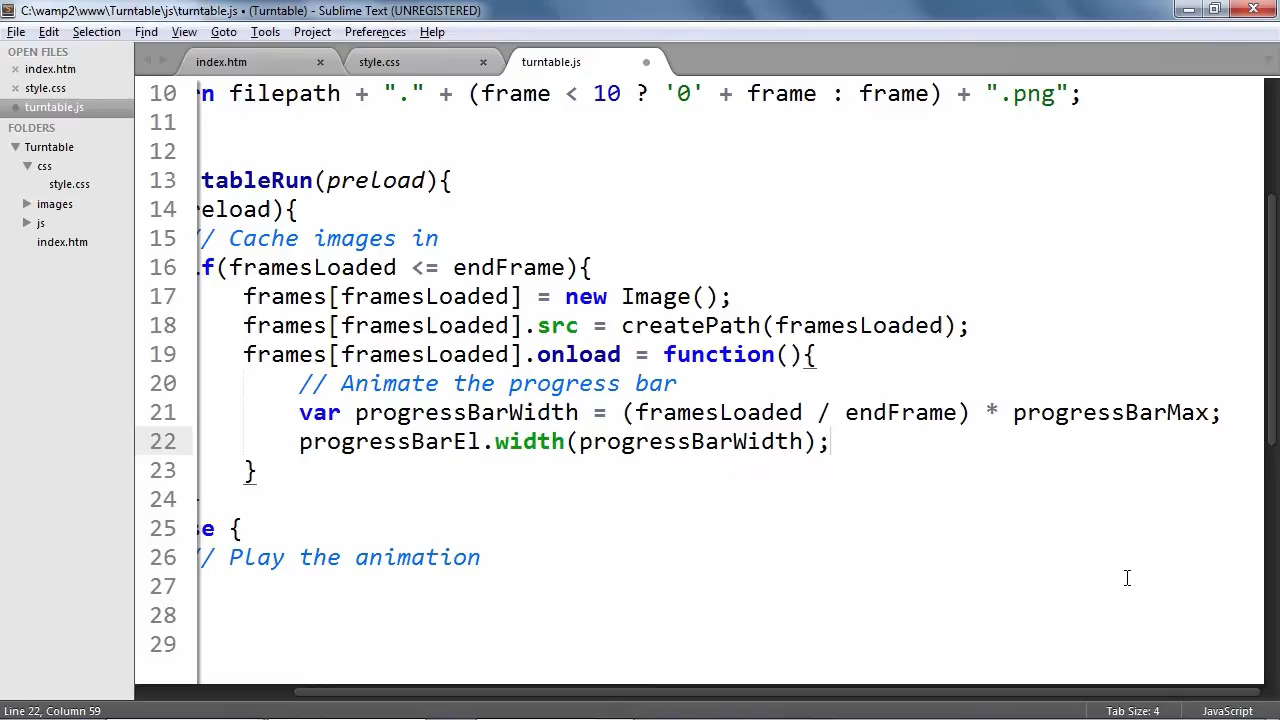 C:\wamp2\www\Turntable\js\turntable.js • (Turntable) - Sublime Text (UNREGISTERED)
File Edit Selection Find View Goto Tools Project Preferences Help
OPEN FILES
index.htm
style.css
turntable.js
FOLDERS
Turntable
css
style.css
images
js
index.htm
index.htm style.css turntable.js
10 rn filepath + "." + (frame < 10 ? '0' + frame : frame) + ".png";
11
12
13 tableRun(preload){
14 reload){
15 // Cache images in
16 if(framesLoaded <= endFrame){
17 frames[framesLoaded] = new Image();
18 frames[framesLoaded].src = createPath(framesLoaded);
19 frames[framesLoaded].onload = function(){
20 // Animate the progress bar
21 var progressBarWidth = (framesLoaded / endFrame) * progressBarMax;
22 progressBarEl.width(progressBarWidth);
23 }
24
25 se {
26 // Play the animation
27
28
29
Line 22, Column 59 Tab Size: 4 JavaScript